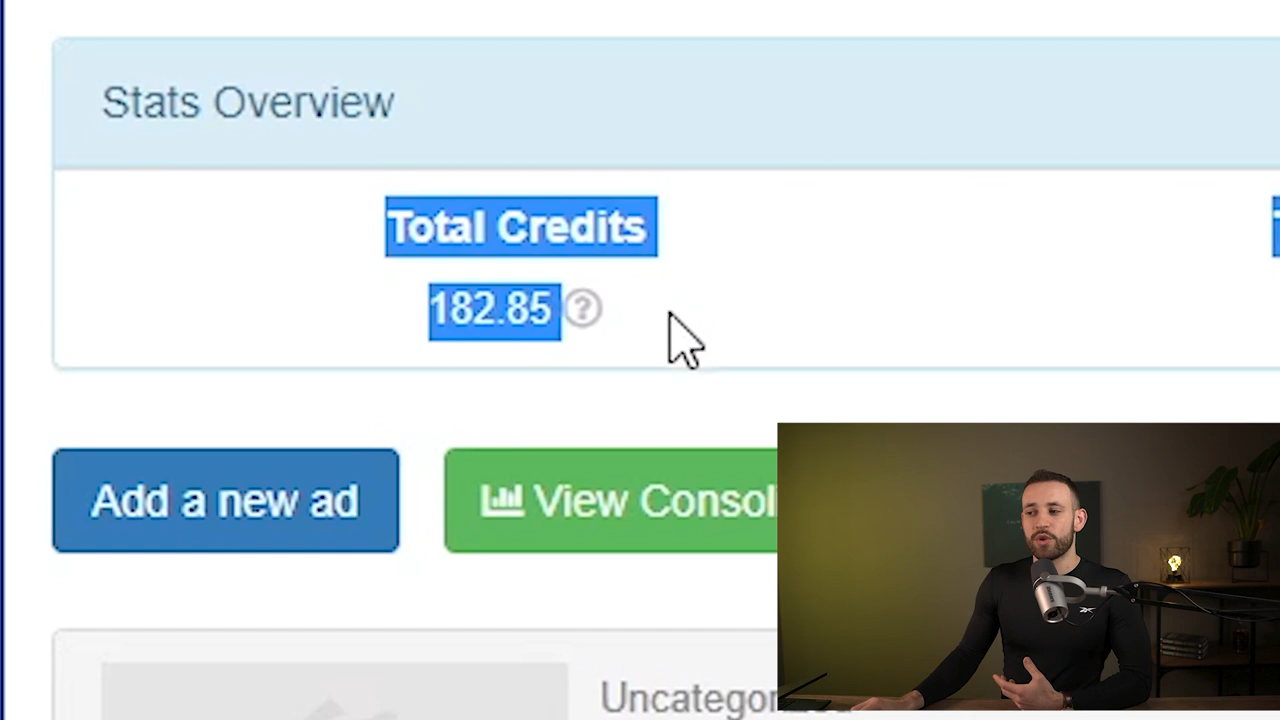 Stats Overview
Total Credits
182.85 ?
Add a new ad
View Consol
Uncategor